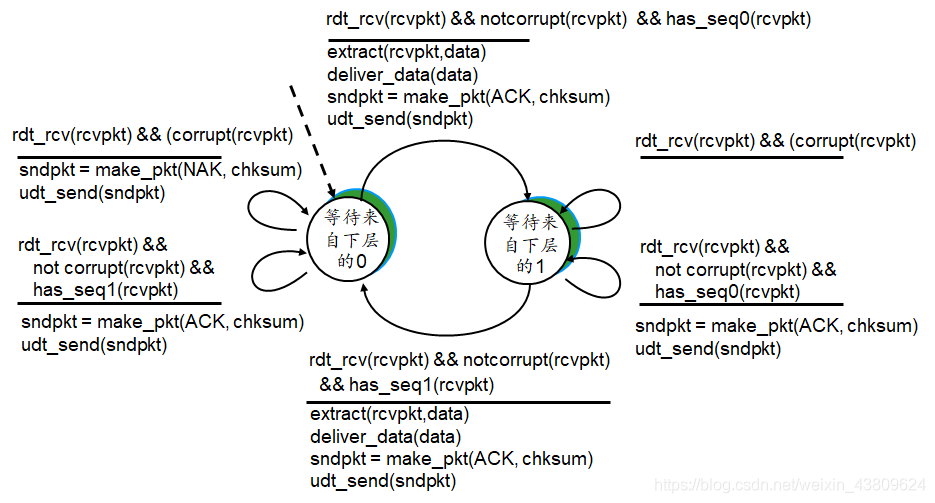 rdt_rcv(rcvpkt) && notcorrupt(rcvpkt) && has_seq0(rcvpkt)
extract(rcvpkt,data)
deliver_data(data)
sndpkt = make_pkt(ACK, chksum)
udt_send(sndpkt)
rdt_rcv(rcvpkt) && (corrupt(rcvpkt)
sndpkt = make_pkt(NAK, chksum)
udt_send(sndpkt)
rdt_rcv(rcvpkt) &&
not corrupt(rcvpkt) &&
has_seq1(rcvpkt)
sndpkt = make_pkt(ACK, chksum)
udt_send(sndpkt)
等待来
自下层
的0
等待来
自下层
的1
rdt_rcv(rcvpkt) && (corrupt(rcvpkt)
rdt_rcv(rcvpkt) &&
not corrupt(rcvpkt) &&
has_seq0(rcvpkt)
sndpkt = make_pkt(ACK, chksum)
udt_send(sndpkt)
rdt_rcv(rcvpkt) && notcorrupt(rcvpkt)
&& has_seq1(rcvpkt)
extract(rcvpkt,data)
deliver_data(data)
sndpkt = make_pkt(ACK, chksum)
udt_send(sndpkt)
https://blog.csdn.net/weixin_43809624